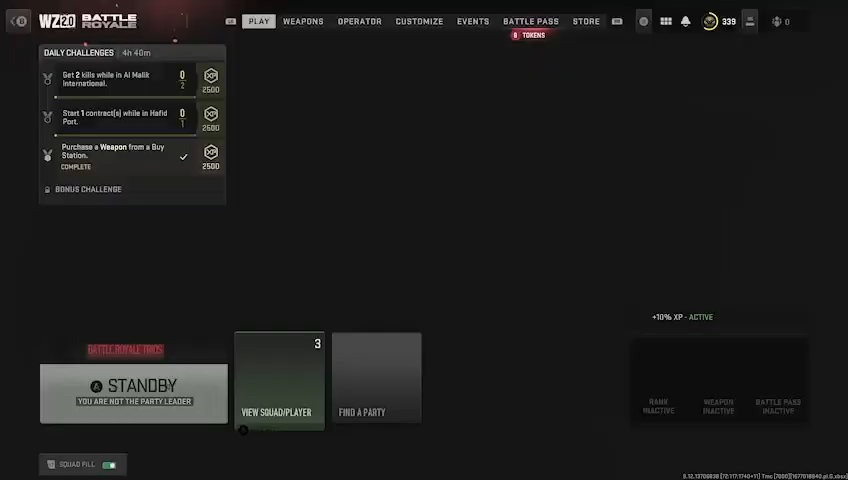 B
WZ2.0 BATTLE ROYALE
PLAY WEAPONS OPERATOR CUSTOMIZE EVENTS BATTLE PASS STORE
8 TOKENS
339
0
DAILY CHALLENGES 4h 40m
Get 2 kills while in Al Malik International.
0
2
XP
2500
Start 1 contract(s) while in Hafid Port.
0
1
XP
2500
Purchase a Weapon from a Buy Station.
COMPLETE
XP
2500
BONUS CHALLENGE
+10% XP - ACTIVE
BATTLE ROYALE TRIOS
A STANDBY
YOU ARE NOT THE PARTY LEADER
3
VIEW SQUAD/PLAYER
FIND A PARTY
RANK INACTIVE
WEAPON INACTIVE
BATTLE PASS INACTIVE
SQUAD FILL